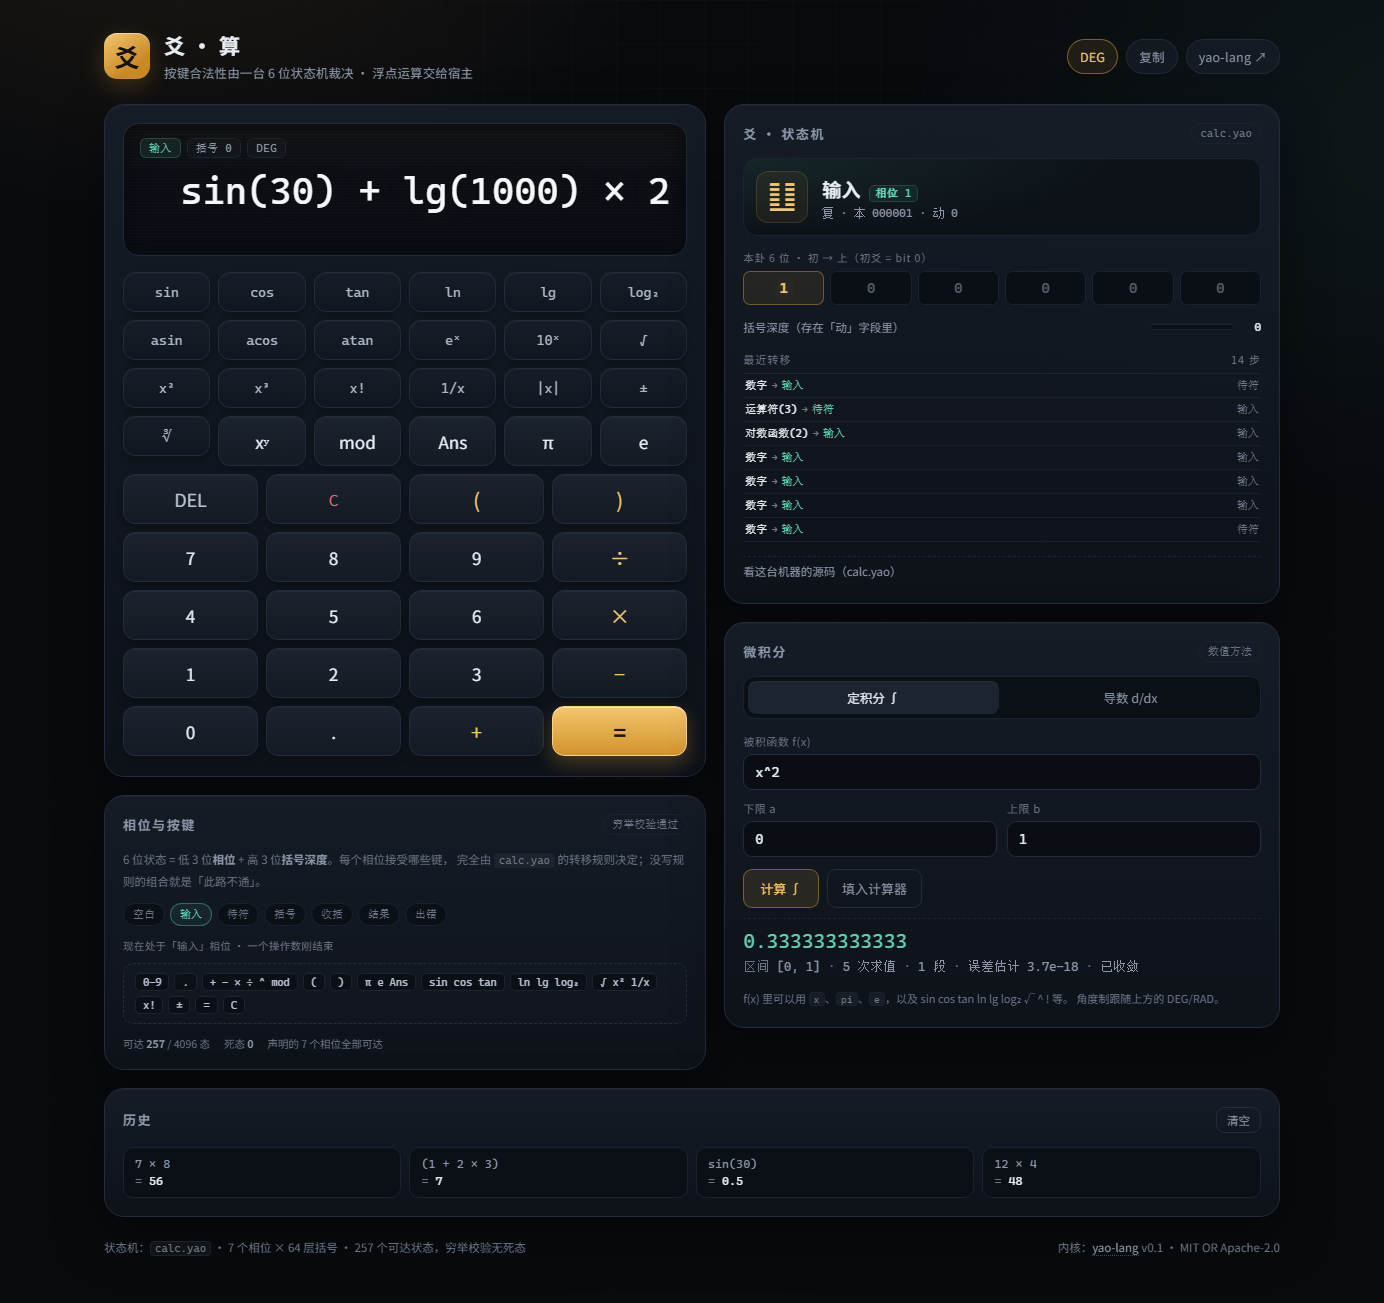 爻
爻 · 算
按键合法性由一台 6 位状态机裁决 · 浮点运算交给宿主
DEG
复制
yao-lang ↗
输入
括号 0
DEG
sin(30) + lg(1000) × 2
sin cos tan ln lg log₂
asin acos atan eˣ 10ˣ √
x² x³ x! 1/x |x| ±
∛ xʸ mod Ans π e
DEL C ( )
7 8 9 ÷
4 5 6 ×
1 2 3 −
0 . + =
相位与按键
穷举校验通过
6 位状态 = 低 3 位相位 + 高 3 位括号深度。每个相位接受哪些键， 完全由 calc.yao 的转移规则决定；没写规
则的组合就是「此路不通」。
空白 输入 待符 括号 收括 结果 出错
现在处于「输入」相位 · 一个操作数刚结束
0–9 . + − × ÷ ^ mod ( ) π e Ans sin cos tan ln lg log₂ √ x² 1/x
x! ± = C
可达 257 / 4096 态 死态 0 声明的 7 个相位全部可达
爻 · 状态机
calc.yao
输入 相位 1
复 · 本 000001 · 动 0
本卦 6 位 · 初 → 上（初爻 = bit 0）
1 0 0 0 0 0
括号深度（存在「动」字段里） 0
最近转移 14 步
数字 → 输入 待符
运算符(3) → 待符 输入
对数函数(2) → 输入 输入
数字 → 输入 输入
数字 → 输入 输入
数字 → 输入 输入
数字 → 输入 待符
看这台机器的源码（calc.yao）
微积分
数值方法
定积分 ∫
导数 d/dx
被积函数 f(x)
x^2
下限 a 上限 b
0 1
计算 ∫
填入计算器
0.333333333333
区间 [0, 1] · 5 次求值 · 1 段 · 误差估计 3.7e−18 · 已收敛
f(x) 里可以用 x、pi、e，以及 sin cos tan ln lg log₂ √ ^ ! 等。 角度制跟随上方的 DEG/RAD。
历史
清空
7 × 8
= 56
(1 + 2 × 3)
= 7
sin(30)
= 0.5
12 × 4
= 48
状态机：calc.yao · 7 个相位 × 64 层括号 · 257 个可达状态，穷举校验无死态
内核：yao-lang v0.1 · MIT OR Apache-2.0